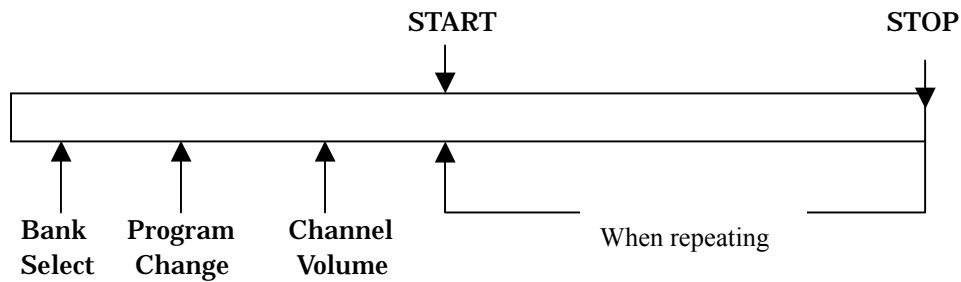 START STOP
Bank Program Channel
Select Change Volume
When repeating